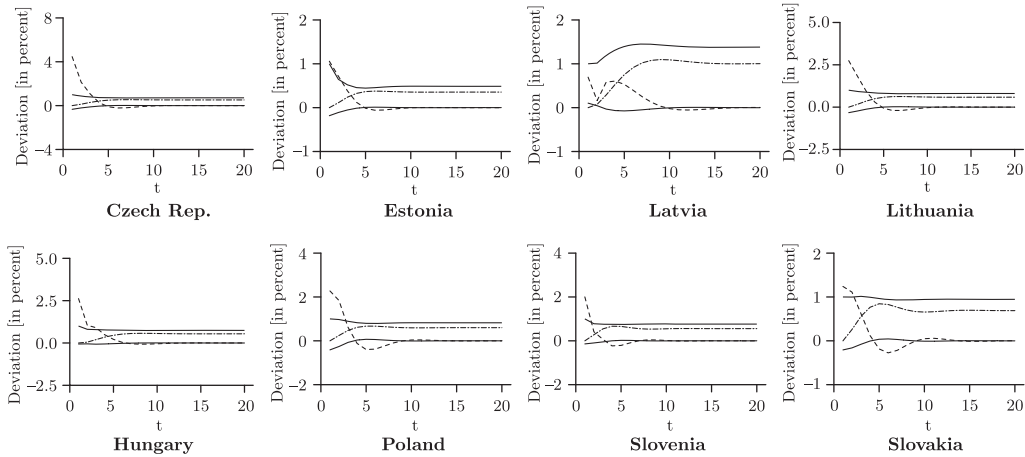 Deviation [in percent]
8
4
0
−4
0 5 10 15 20
t
Czech Rep.
Deviation [in percent]
2
1
0
−1
0 5 10 15 20
t
Estonia
Deviation [in percent]
2
1
0
−1
0 5 10 15 20
t
Latvia
Deviation [in percent]
5.0
2.5
0.0
−2.5
0 5 10 15 20
t
Lithuania
Deviation [in percent]
5.0
2.5
0.0
−2.5
0 5 10 15 20
t
Hungary
Deviation [in percent]
4
2
0
−2
0 5 10 15 20
t
Poland
Deviation [in percent]
4
2
0
−2
0 5 10 15 20
t
Slovenia
Deviation [in percent]
2
1
0
−1
0 5 10 15 20
t
Slovakia